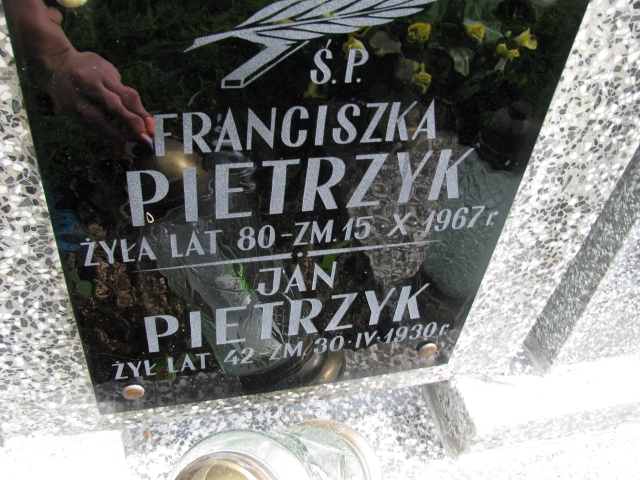 Ś.P.
FRANCISZKA
PIETRZYK
ŻYŁA LAT 80-ZM.15 X 1967 r.
JAN
PIETRZYK
ŻYŁ LAT 42-ZM 30·IV·1930 r.